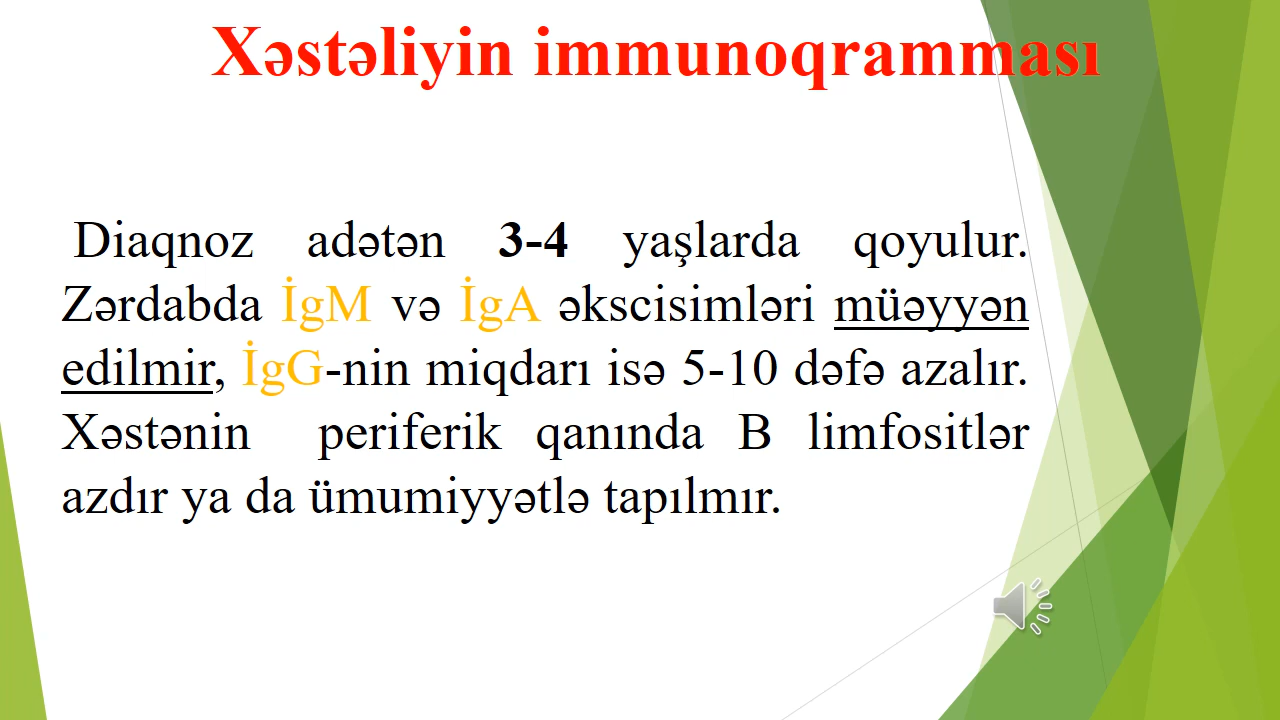 Xəstəliyin immunoqramması
Diaqnoz adətən 3-4 yaşlarda qoyulur.
Zərdabda İgM və İgA əkscisimləri müəyyən
edilmir, İgG-nin miqdarı isə 5-10 dəfə azalır.
Xəstənin periferik qanında B limfositlər
azdır ya da ümumiyyətlə tapılmır.